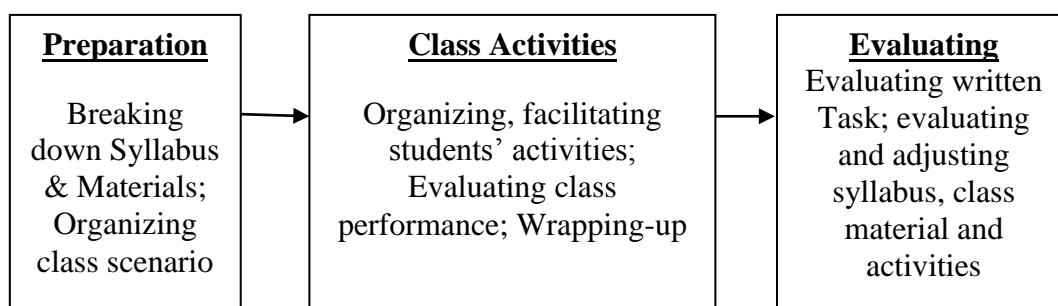 Preparation
Breaking
down Syllabus
& Materials;
Organizing
class scenario
Class Activities
Organizing, facilitating
students’ activities;
Evaluating class
performance; Wrapping-up
Evaluating
Evaluating written
Task; evaluating
and adjusting
syllabus, class
material and
activities